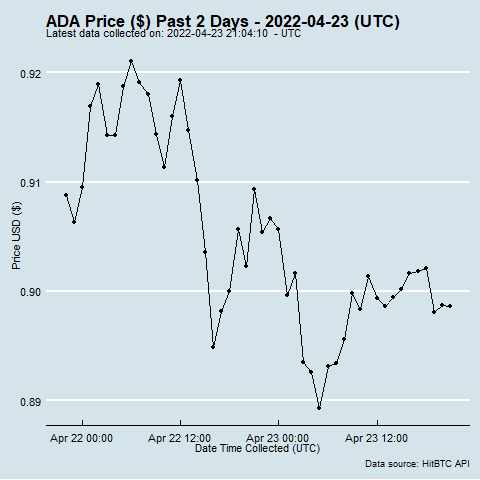 ADA Price ($) Past 2 Days - 2022-04-23 (UTC)
Latest data collected on: 2022-04-23 21:04:10  - UTC
0.92
0.91
0.90
0.89
Price USD ($)
Apr 22 00:00
Apr 22 12:00
Apr 23 00:00
Apr 23 12:00
Date Time Collected (UTC)
Data source: HitBTC API